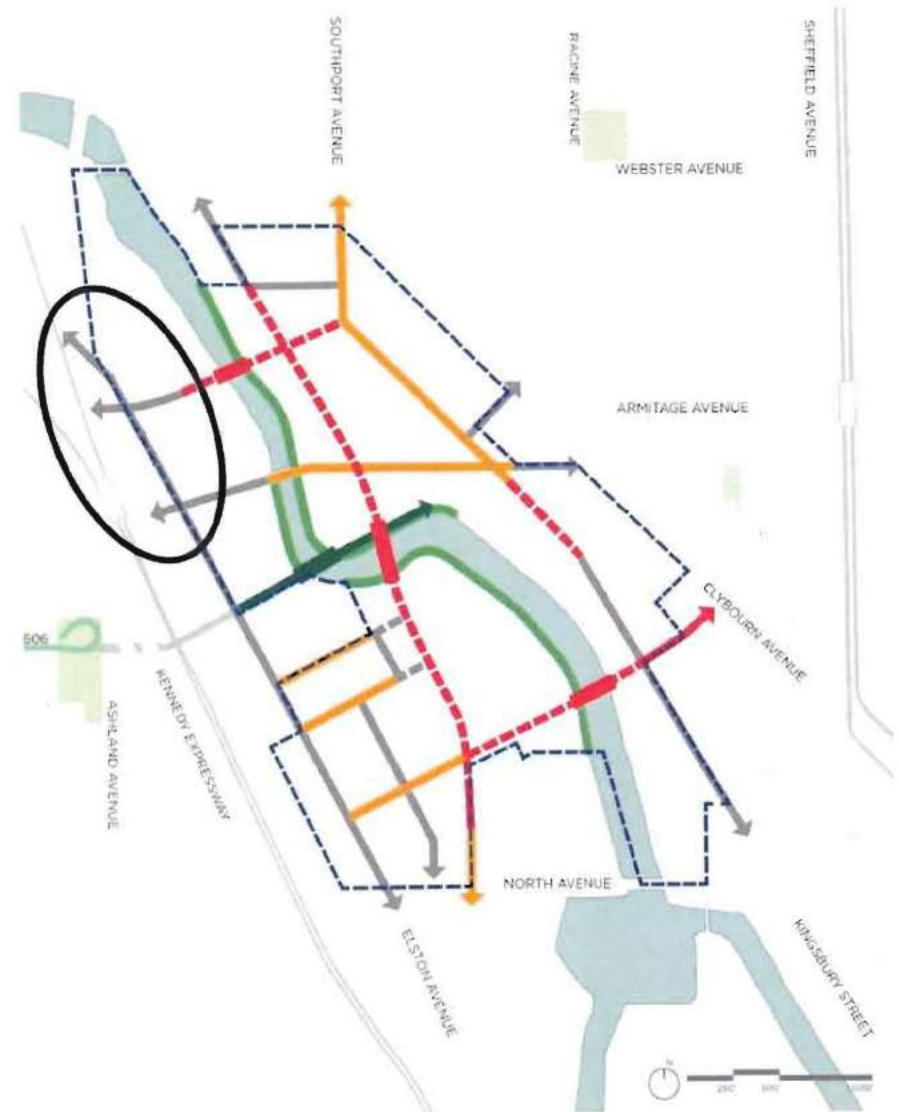 SOUTHPORT AVENUE
RACINE AVENUE
SHEFFIELD AVENUE
WEBSTER AVENUE
ARMITAGE AVENUE
CLYBOURN AVENUE
606
KENNEDY EXPRESSWAY
ASHLAND AVENUE
NORTH AVENUE
ELSTON AVENUE
KINGSBURY STREET
N